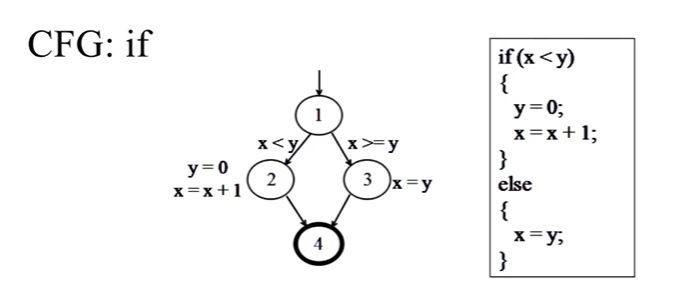 CFG: if
1
x<y
x>=y
y=0
x=x+1
2
3
x=y
4
if (x<y)
{
y=0;
x=x+1;
}
else
{
x=y;
}